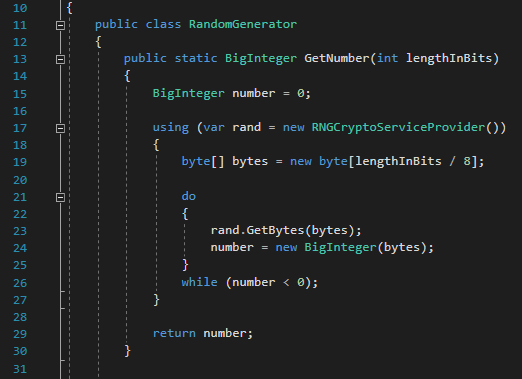 10 {
11 public class RandomGenerator
12 {
13 public static BigInteger GetNumber(int lengthInBits)
14 {
15 BigInteger number = 0;
16
17 using (var rand = new RNGCryptoServiceProvider())
18 {
19 byte[] bytes = new byte[lengthInBits / 8];
20
21 do
22 {
23 rand.GetBytes(bytes);
24 number = new BigInteger(bytes);
25 }
26 while (number < 0);
27 }
28
29 return number;
30 }
31